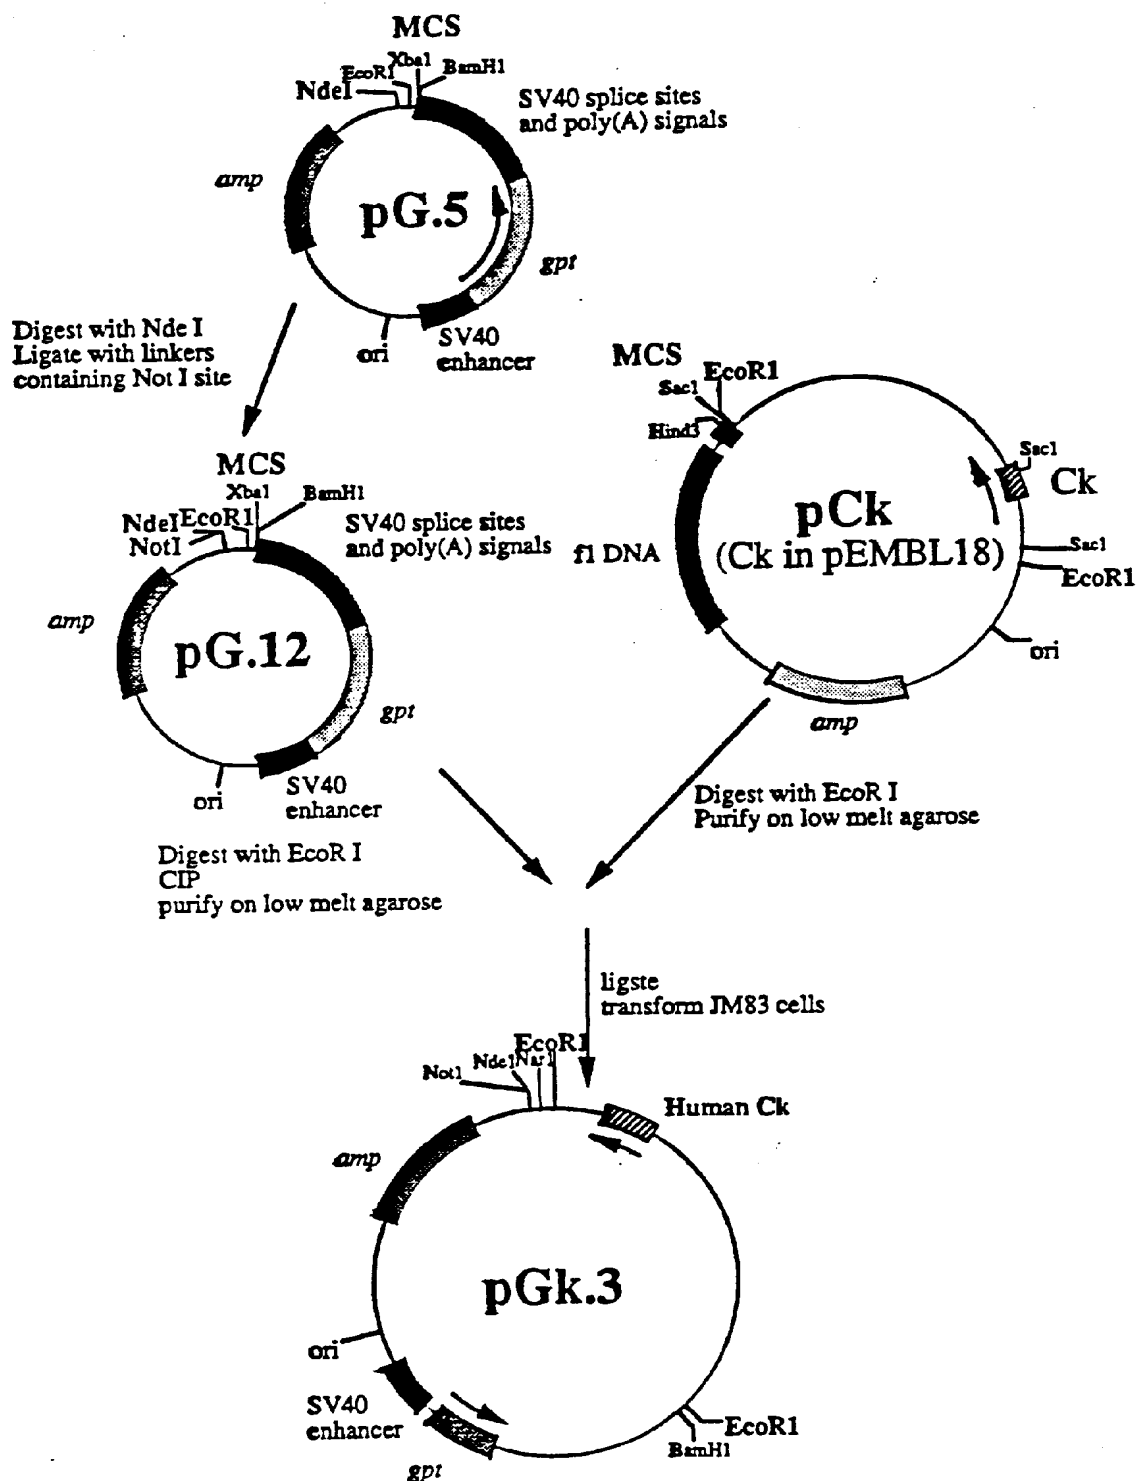 MCS
Xba1
EcoR1
BamH1
NdeI
SV40 splice sites
and poly(A) signals
amp
pG.5
gpt
ori
SV40
enhancer
Digest with Nde I
Ligate with linkers
containing Not I site
MCS
EcoR1
Sac1
Hind3
Sac1
Ck
pCk
(Ck in pEMBL18)
f1 DNA
Sac1
EcoR1
ori
amp
MCS
Xba1
BamH1
NdeI
EcoR1
NotI
SV40 splice sites
and poly(A) signals
amp
pG.12
gpt
ori
SV40
enhancer
Digest with EcoR I
Purify on low melt agarose
Digest with EcoR I
CIP
purify on low melt agarose
ligste
transform JM83 cells
EcoR1
Nde1
Nar1
Not1
Human Ck
amp
pGk.3
ori
SV40
enhancer
gpt
EcoR1
BamH1